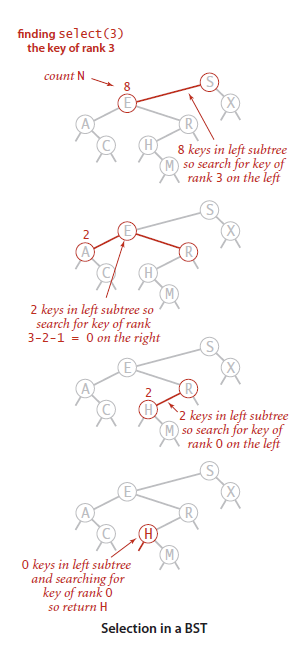 finding select(3)
the key of rank 3
count N
8
S
E
X
A
R
C
H
M
8 keys in left subtree
so search for key of
rank 3 on the left
S
2
E
X
A
R
C
H
M
2 keys in left subtree so
search for key of rank
3-2-1 = 0 on the right
S
E
X
A
2
R
C
H
M
2 keys in left subtree
so search for key of
rank 0 on the left
S
E
X
A
R
C
H
M
0 keys in left subtree
and searching for
key of rank 0
so return H
Selection in a BST